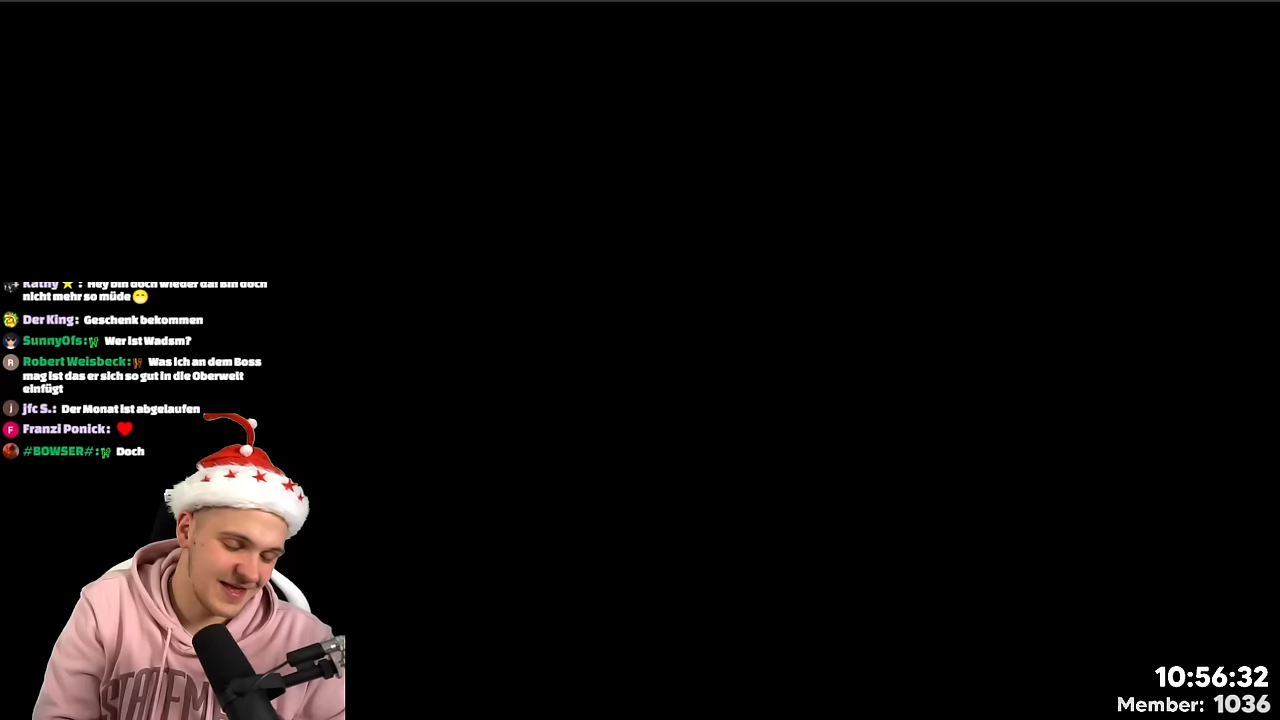 Kathy : Hey bin doch wieder da! Bin doch
nicht mehr so müde
Der King: Geschenk bekommen
SunnyOfs: Wer ist Wadsm?
Robert Weisbeck: Was ich an dem Boss
mag ist das er sich so gut in die Oberwelt
einfügt
jfc S.: Der Monat ist abgelaufen
Franzi Ponick:
#BOWSER#: Doch
10:56:32
Member: 1036